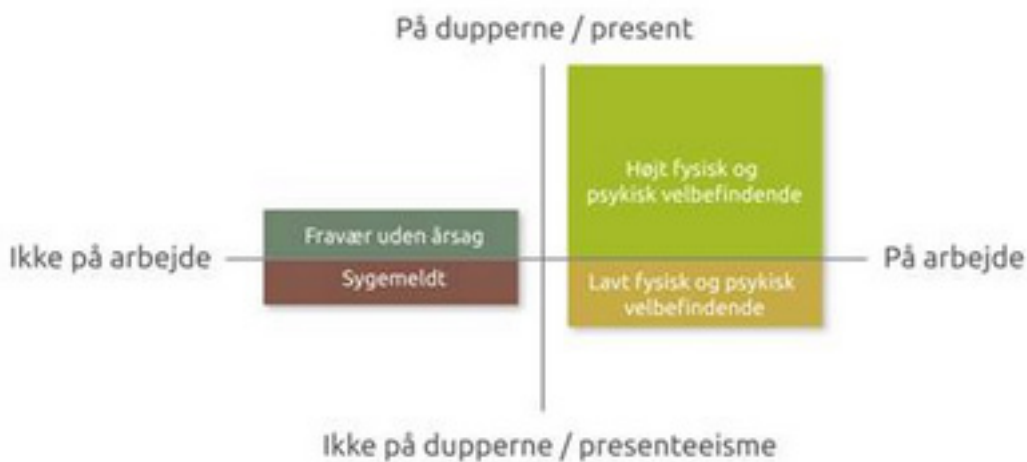 På dupperne / present
Højt fysisk og
psykisk velbefindende
Fravær uden årsag
Ikke på arbejde
På arbejde
Sygemeldt
Lavt fysisk og psykisk
velbefindende
Ikke på dupperne / presenteeisme